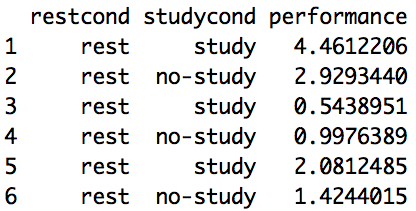 restcond studycond performance
1 rest study 4.4612206
2 rest no-study 2.9293440
3 rest study 0.5438951
4 rest no-study 0.9976389
5 rest study 2.0812485
6 rest no-study 1.4244015